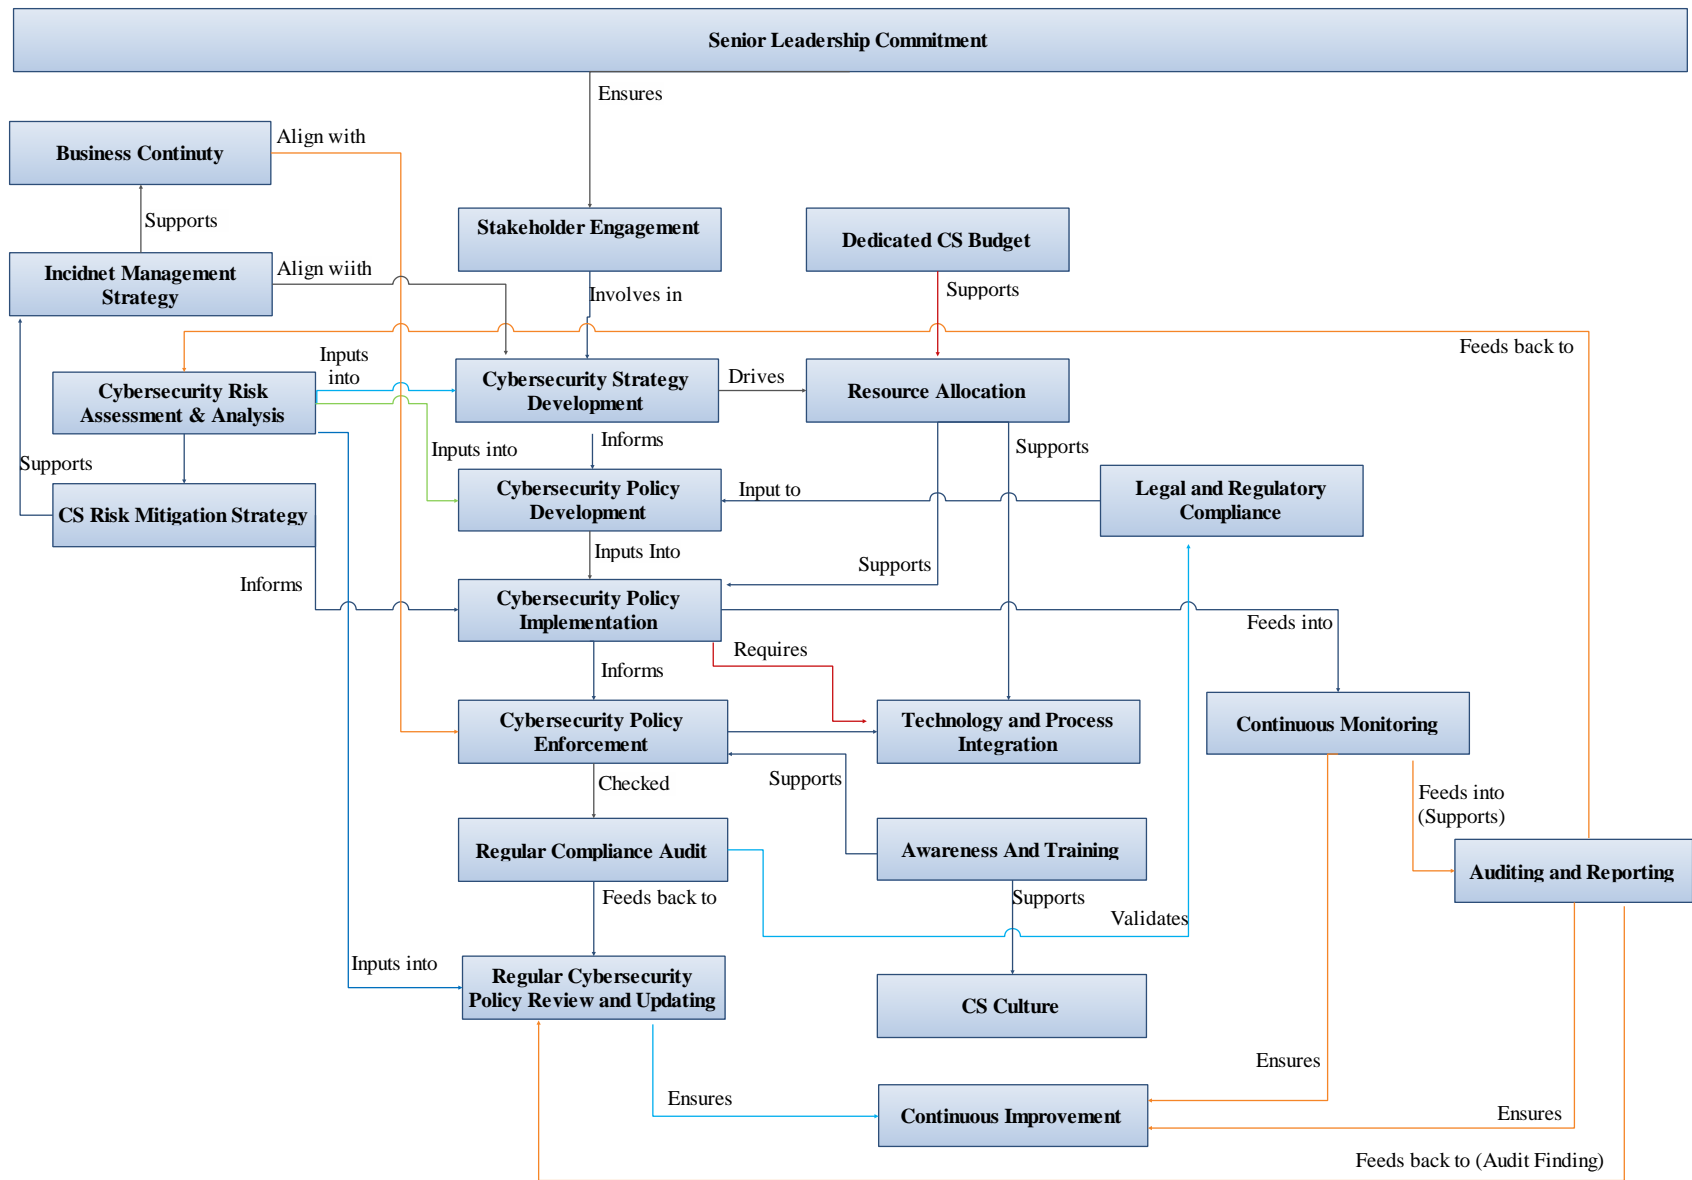 Senior Leadership Commitment
Ensures
Business Continuty
Align with
Supports
Stakeholder Engagement
Dedicated CS Budget
Incidnet Management
Strategy
Align wiith
Involves in
Supports
Feeds back to
Inputs
into
Cybersecurity Risk
Assessment & Analysis
Cybersecurity Strategy
Development
Drives
Resource Allocation
Informs
Inputs into
Supports
Supports
CS Risk Mitigation Strategy
Cybersecurity Policy
Development
Input to
Legal and Regulatory
Compliance
Inputs Into
Supports
Informs
Cybersecurity Policy
Implementation
Feeds into
Requires
Informs
Cybersecurity Policy
Enforcement
Technology and Process
Integration
Continuous Monitoring
Checked
Supports
Feeds into
(Supports)
Regular Compliance Audit
Awareness And Training
Auditing and Reporting
Feeds back to
Supports
Validates
Inputs into
Regular Cybersecurity
Policy Review and Updating
CS Culture
Ensures
Ensures
Continuous Improvement
Ensures
Feeds back to (Audit Finding)